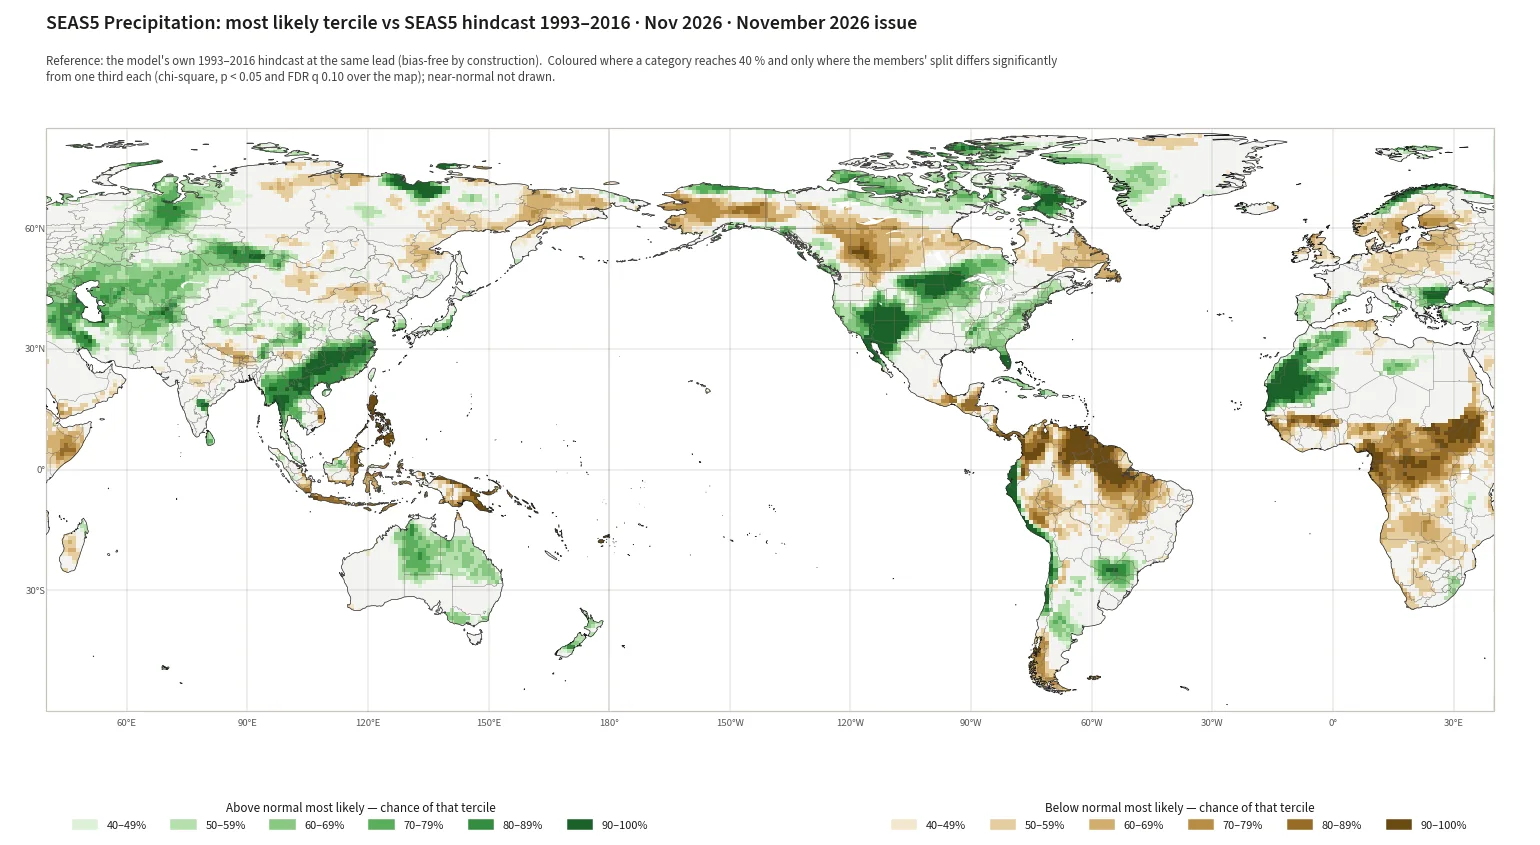 SEAS5 Precipitation: most likely tercile vs SEAS5 hindcast 1993–2016 · Nov 2026 · November 2026 issue
Reference: the model's own 1993–2016 hindcast at the same lead (bias-free by construction).  Coloured where a category reaches 40 % and only where the members' split differs significantly
from one third each (chi-square, p < 0.05 and FDR q 0.10 over the map); near-normal not drawn.
60°N
30°N
0°
30°S
60°E 90°E 120°E 150°E 180° 150°W 120°W 90°W 60°W 30°W 0° 30°E
Above normal most likely — chance of that tercile
40–49% 50–59% 60–69% 70–79% 80–89% 90–100%
Below normal most likely — chance of that tercile
40–49% 50–59% 60–69% 70–79% 80–89% 90–100%